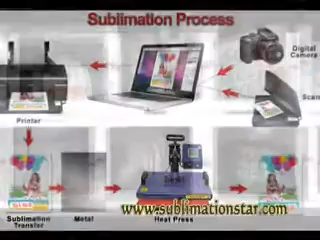 Sublimation Process
Digital
Camera
Scan
Printer
Sublimation
Transfer
Metal
Heat Press
www.sublimationstar.com